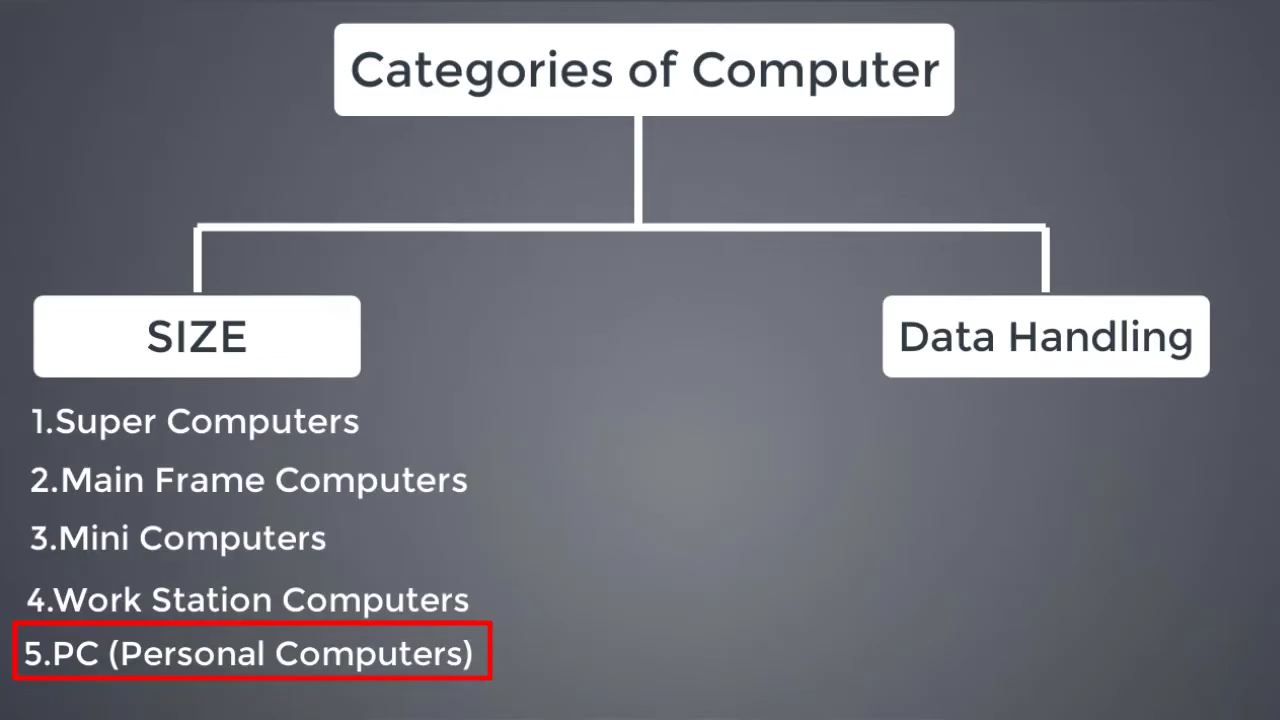 Categories of Computer
SIZE
Data Handling
1.Super Computers
2.Main Frame Computers
3.Mini Computers
4.Work Station Computers
5.PC (Personal Computers)